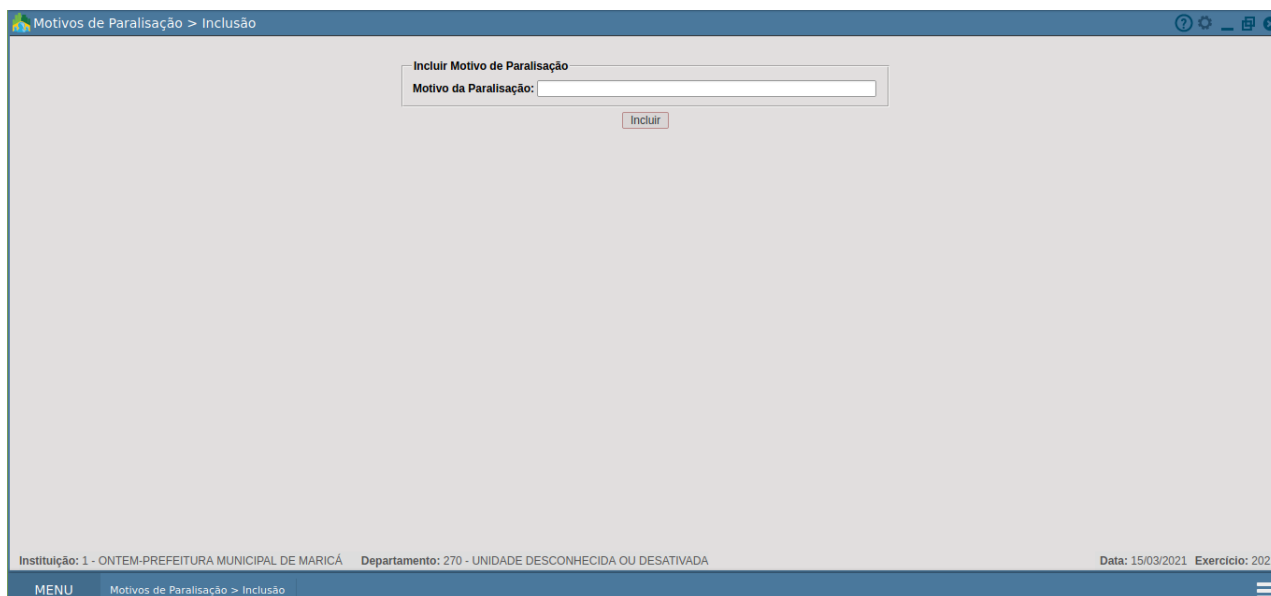 Motivos de Paralisação > Inclusão
Incluir Motivo de Paralisação
Motivo da Paralisação:
Incluir
Instituição: 1 - ONTEM-PREFEITURA MUNICIPAL DE MARICÁ Departamento: 270 - UNIDADE DESCONHECIDA OU DESATIVADA Data: 15/03/2021 Exercício: 202
MENU Motivos de Paralisação > Inclusão